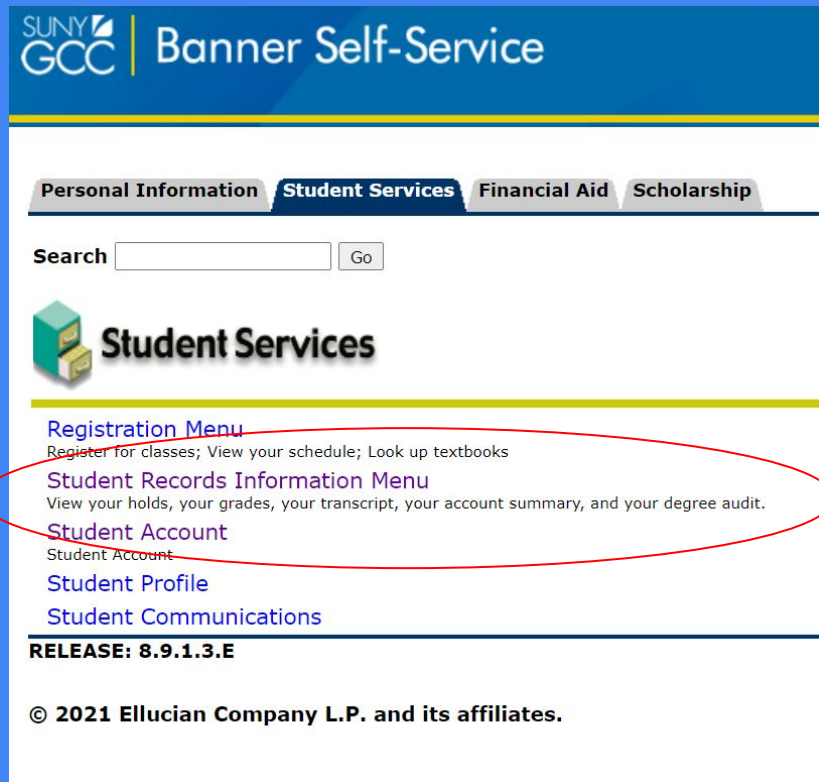 SUNY
GCC Banner Self-Service
Personal Information Student Services Financial Aid Scholarship
Search Go
Student Services
Registration Menu
Register for classes; View your schedule; Look up textbooks
Student Records Information Menu
View your holds, your grades, your transcript, your account summary, and your degree audit.
Student Account
Student Account
Student Profile
Student Communications
RELEASE: 8.9.1.3.E
© 2021 Ellucian Company L.P. and its affiliates.